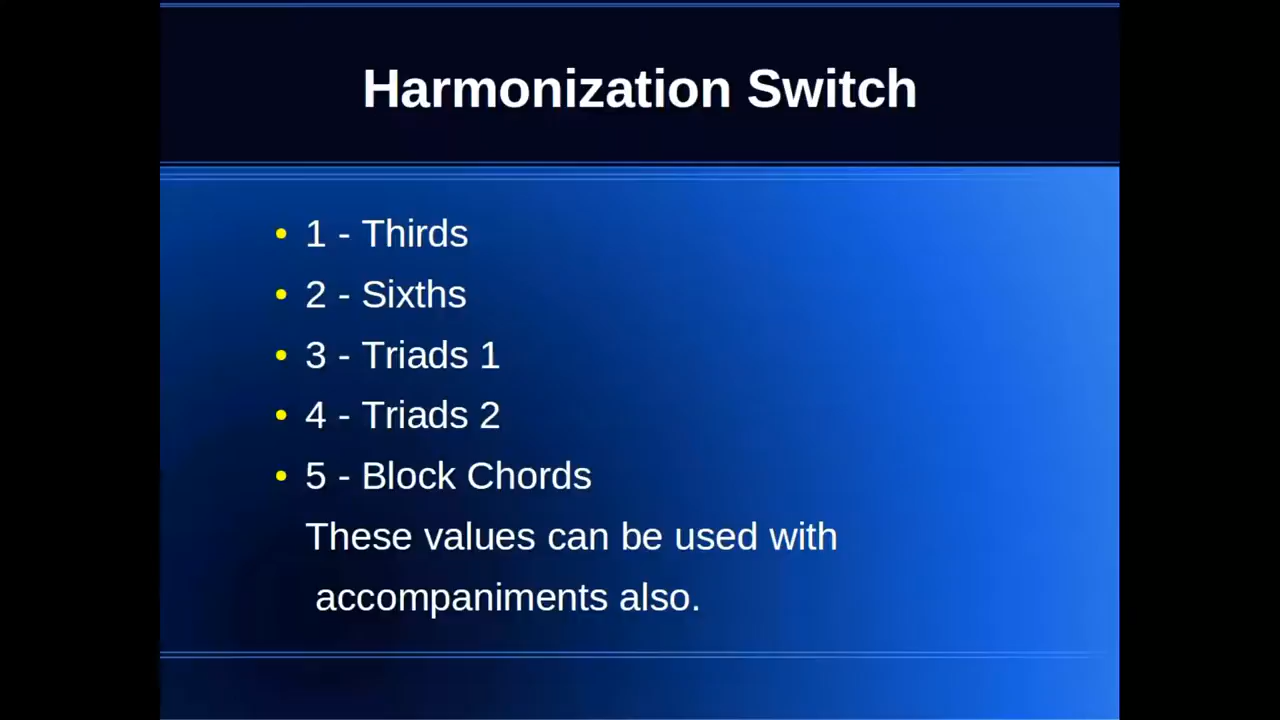 Harmonization Switch
• 1 - Thirds
• 2 - Sixths
• 3 - Triads 1
• 4 - Triads 2
• 5 - Block Chords
These values can be used with
accompaniments also.